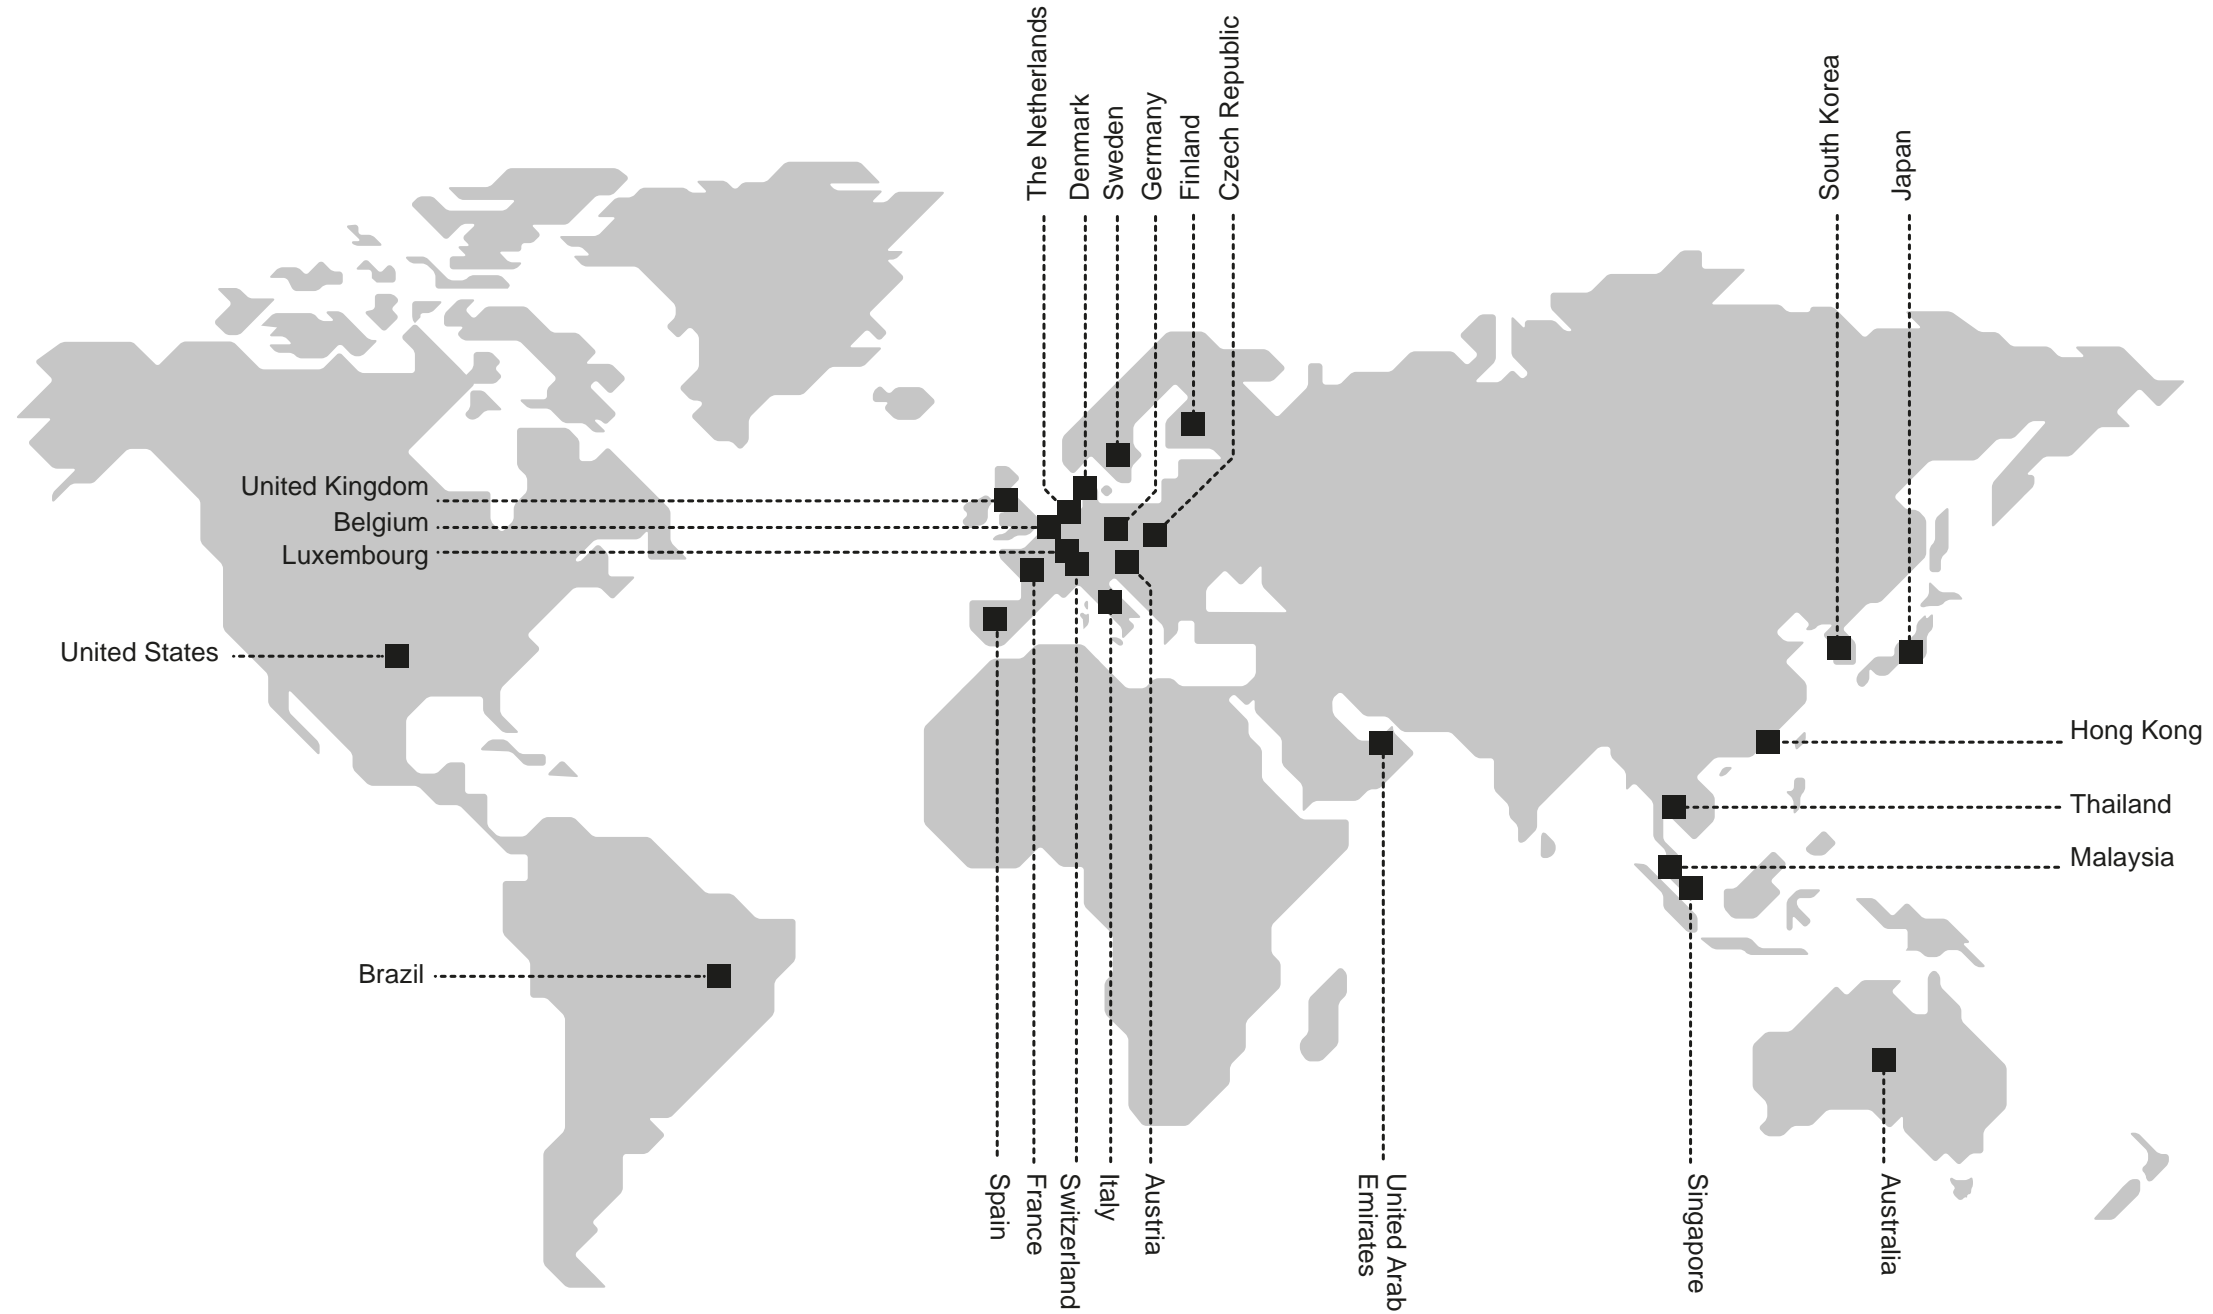 The Netherlands
Denmark
Sweden
Germany
Finland
Czech Republic
South Korea
Japan
United Kingdom
Belgium
Luxembourg
United States
Brazil
Hong Kong
Thailand
Malaysia
Spain
France
Switzerland
Italy
Austria
United Arab
Emirates
Singapore
Australia